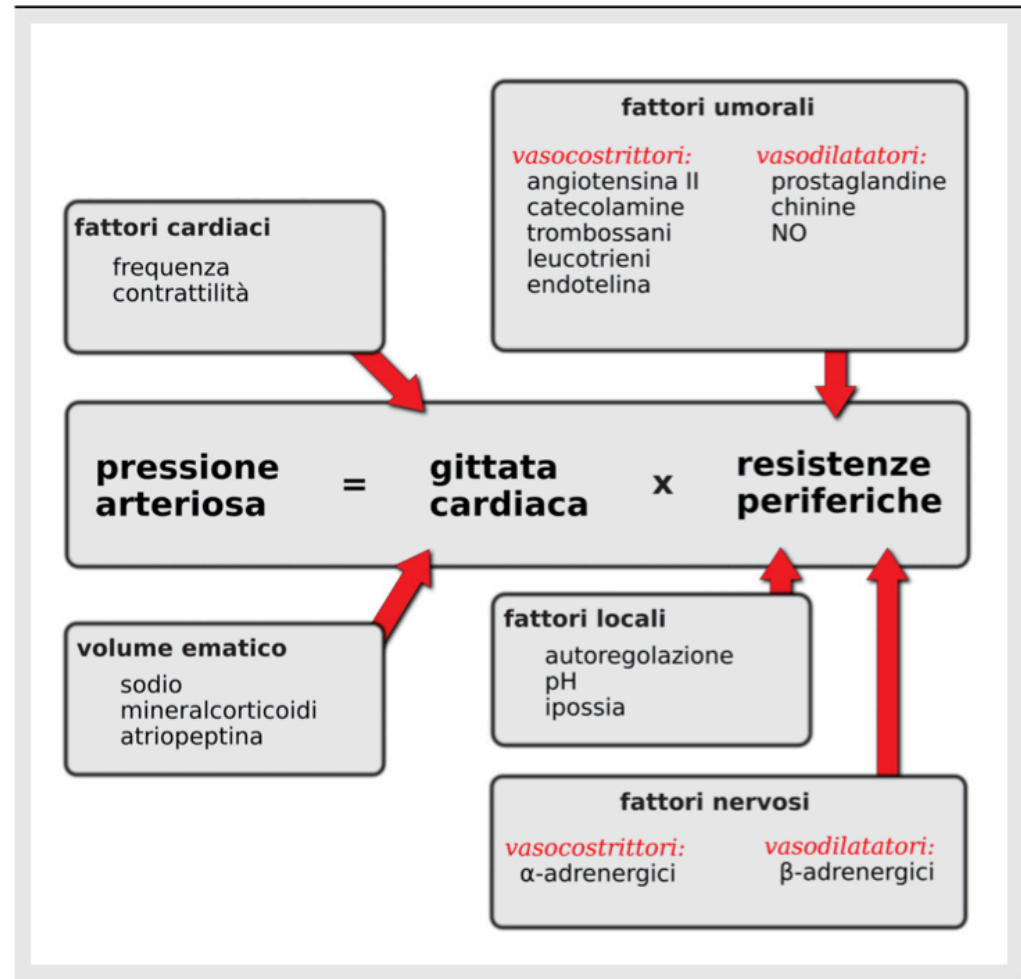 fattori umorali
vasocostrittori:
angiotensina II
catecolamine
trombossani
leucotrieni
endotelina
vasodilatatori:
prostaglandine
chinine
NO
fattori cardiaci
frequenza
contrattilità
pressione
arteriosa
=
gittata
cardiaca
x
resistenze
periferiche
volume ematico
sodio
mineralcorticoidi
atriopeptina
fattori locali
autoregolazione
pH
ipossia
fattori nervosi
vasocostrittori:
α-adrenergici
vasodilatatori:
β-adrenergici